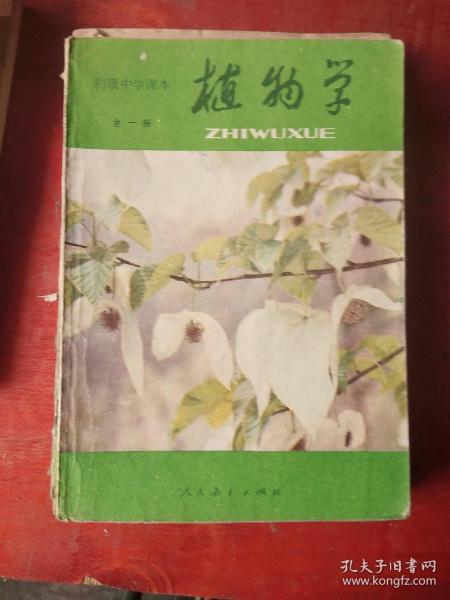 初级中学课本
植物学
全一册
ZHIWUXUE
人民教育出版社
孔夫子旧书网
www.kongfz.com